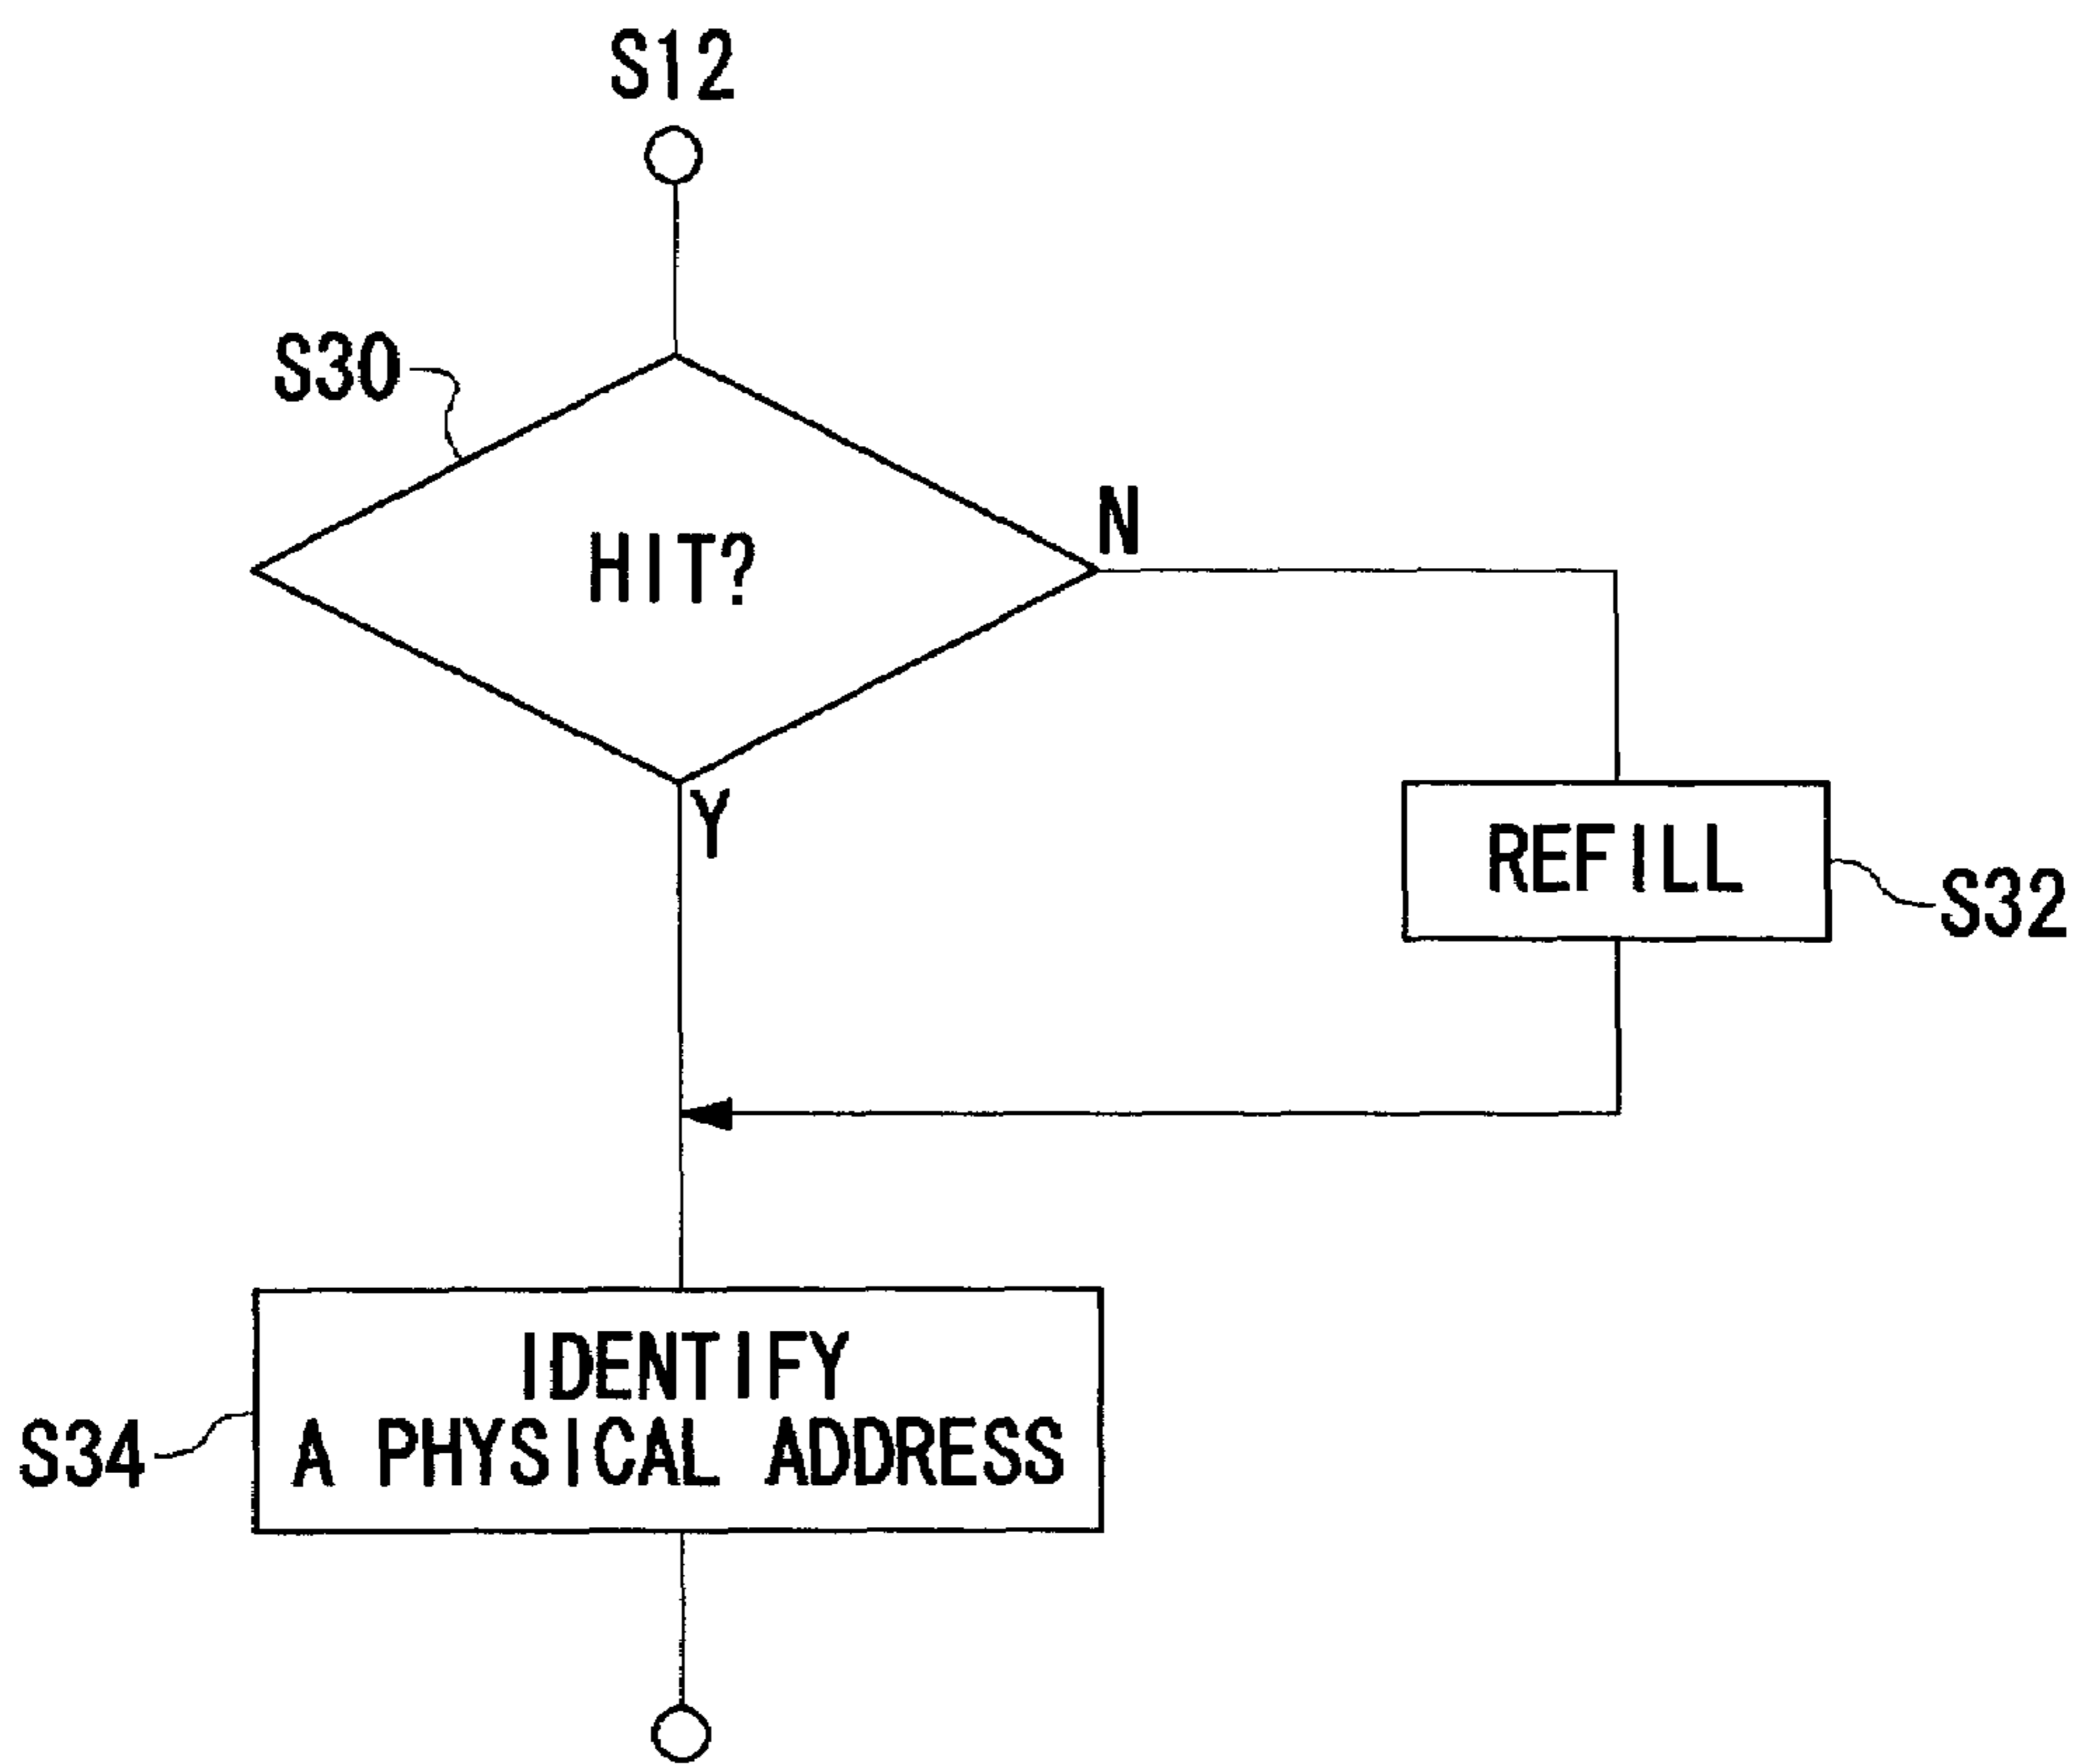 S12
S30
HIT?
N
Y
REFILL
S32
IDENTIFY
A PHYSICAL ADDRESS
S34